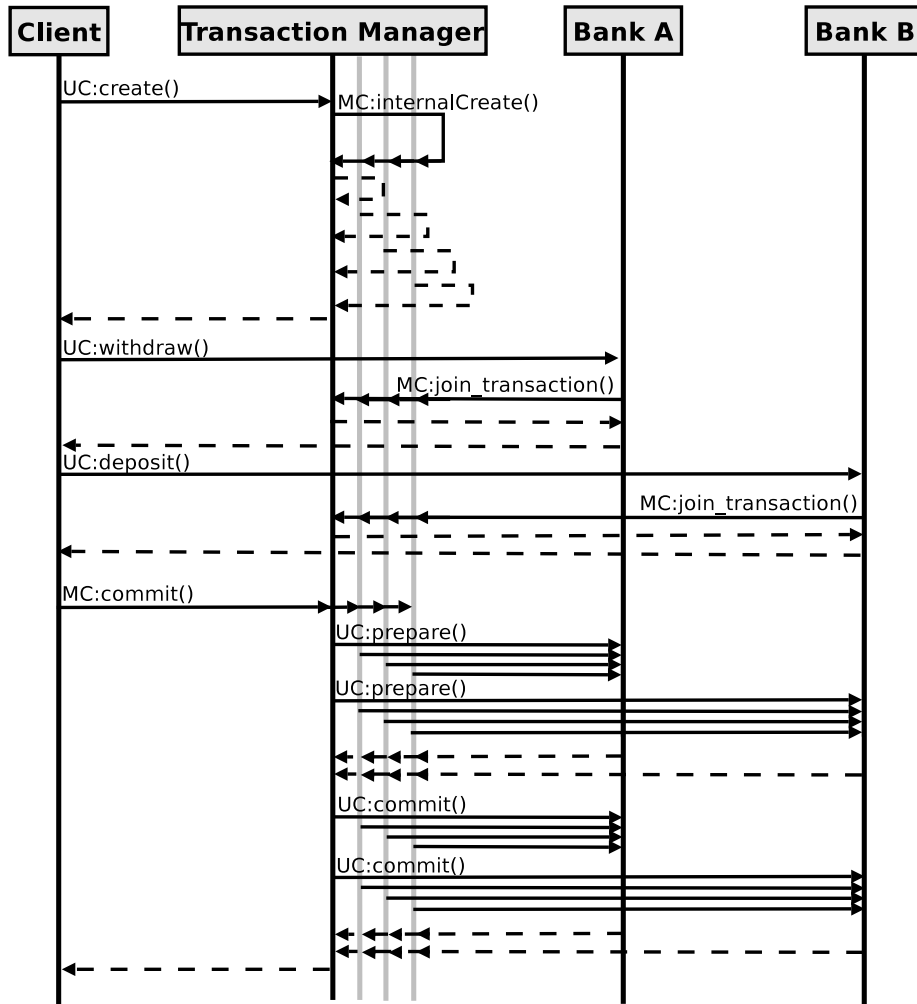 Client
Transaction Manager
Bank A
Bank B
UC:create()
MC:internalCreate()
UC:withdraw()
MC:join_transaction()
UC:deposit()
MC:join_transaction()
MC:commit()
UC:prepare()
UC:prepare()
UC:commit()
UC:commit()